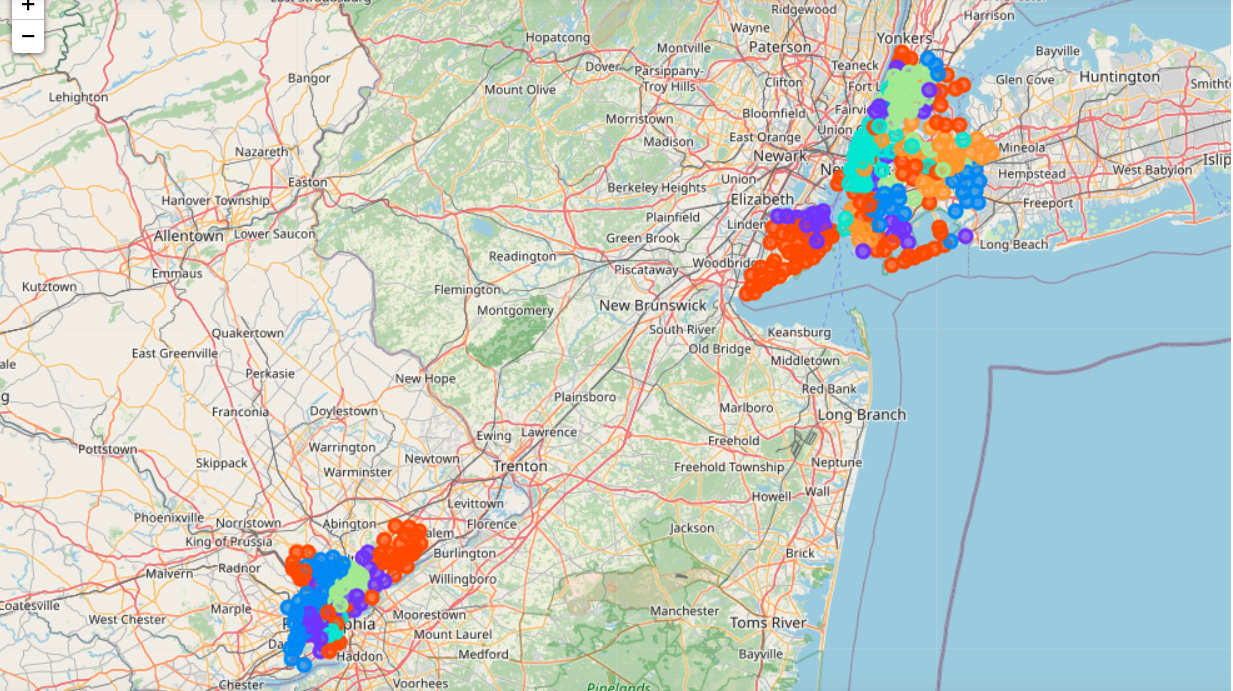 +
−
Ridgewood
Harrison
Hopatcong
Wayne
Yonkers
Montville
Paterson
Bayville
Dover
Parsippany-
Troy Hills
Teaneck
Glen Cove
Huntington
Bangor
Clifton
Fort
Lehighton
Mount Olive
Bloomfield
Morristown
Union
Madison
East Orange
Mineola
Nazareth
Newark
West Babylon
Hempstead
Easton
Union
Berkeley Heights
Hanover Township
Elizabeth
Freeport
Plainfield
Linden
Allentown
Lower Saucon
Green Brook
Long Beach
Readington
Emmaus
Piscataway
Kutztown
Flemington
New Brunswick
Montgomery
South River
Keansburg
Quakertown
Old Bridge
East Greenville
Middletown
Perkasie
New Hope
Red Bank
Plainsboro
Marlboro
Franconia
Doylestown
Long Branch
Ewing
Lawrence
Freehold
Pottstown
Warrington
Skippack
Newtown
Neptune
Warminster
Trenton
Freehold Township
Howell
Wall
Levittown
Phoenixville
Norristown
Abington
Florence
Jackson
King of Prussia
Burlington
Brice
Malvern
Radnor
Willingboro
Coatesville
Marple
Manchester
West Chester
Moorestown
Toms River
Mount Laurel
Haddon
Medford
Bayville
Chester
Voorhees
Pinelands